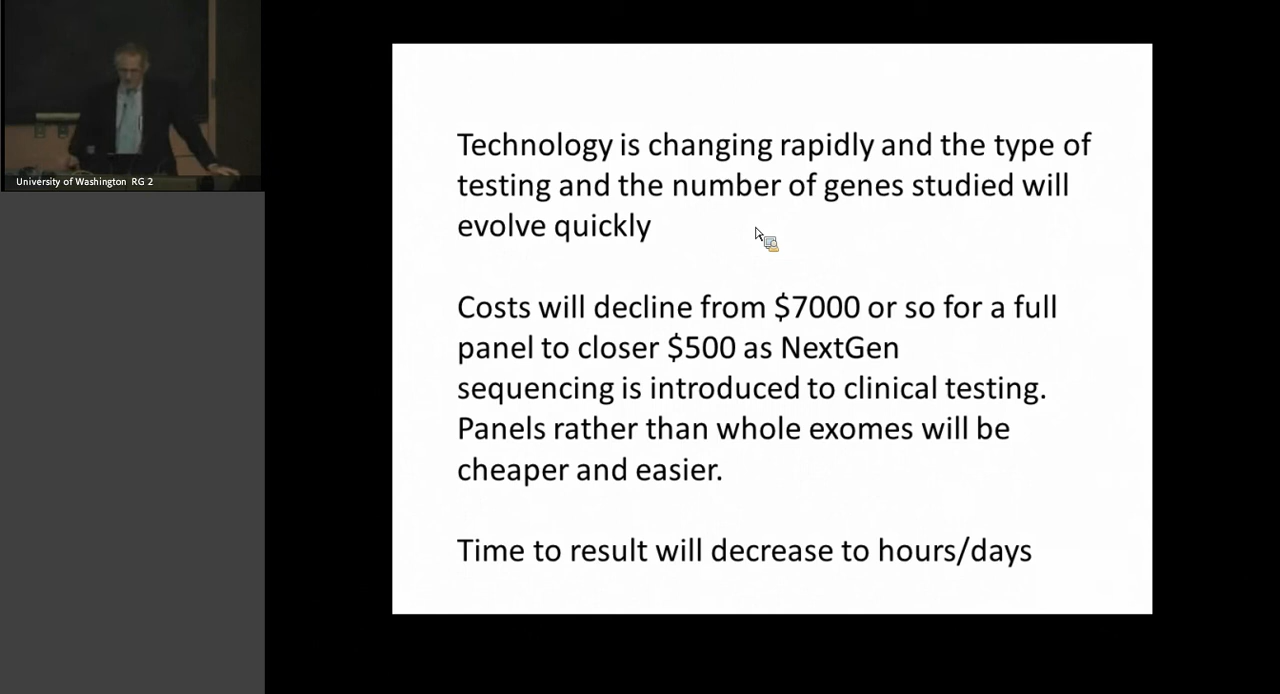 University of Washington RG 2
Technology is changing rapidly and the type of
testing and the number of genes studied will
evolve quickly
Costs will decline from $7000 or so for a full
panel to closer $500 as NextGen
sequencing is introduced to clinical testing.
Panels rather than whole exomes will be
cheaper and easier.
Time to result will decrease to hours/days